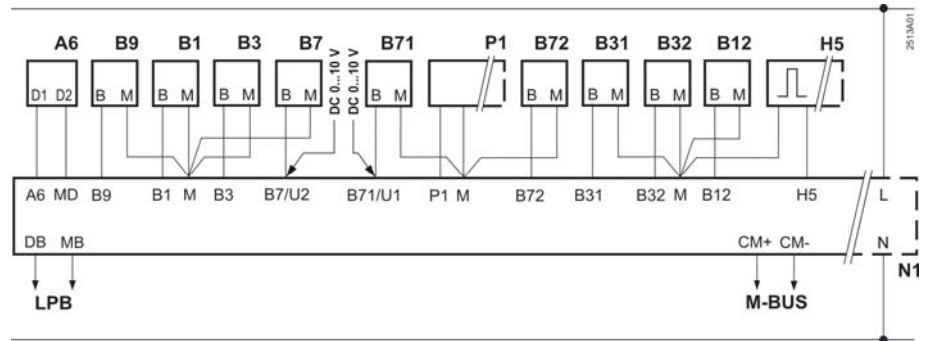 A6 B9 B1 B3 B7 DC 0...10 V DC 0...10 V B71 P1 B72 B31 B32 B12 H5 2513A01
D1 D2 B M B M B M B M B M B M B M B M B M
A6 MD B9 B1 M B3 B7/U2 B71/U1 P1 M B72 B31 B32 M B12 H5 L
DB MB CM+ CM- N
N1
LPB M-BUS